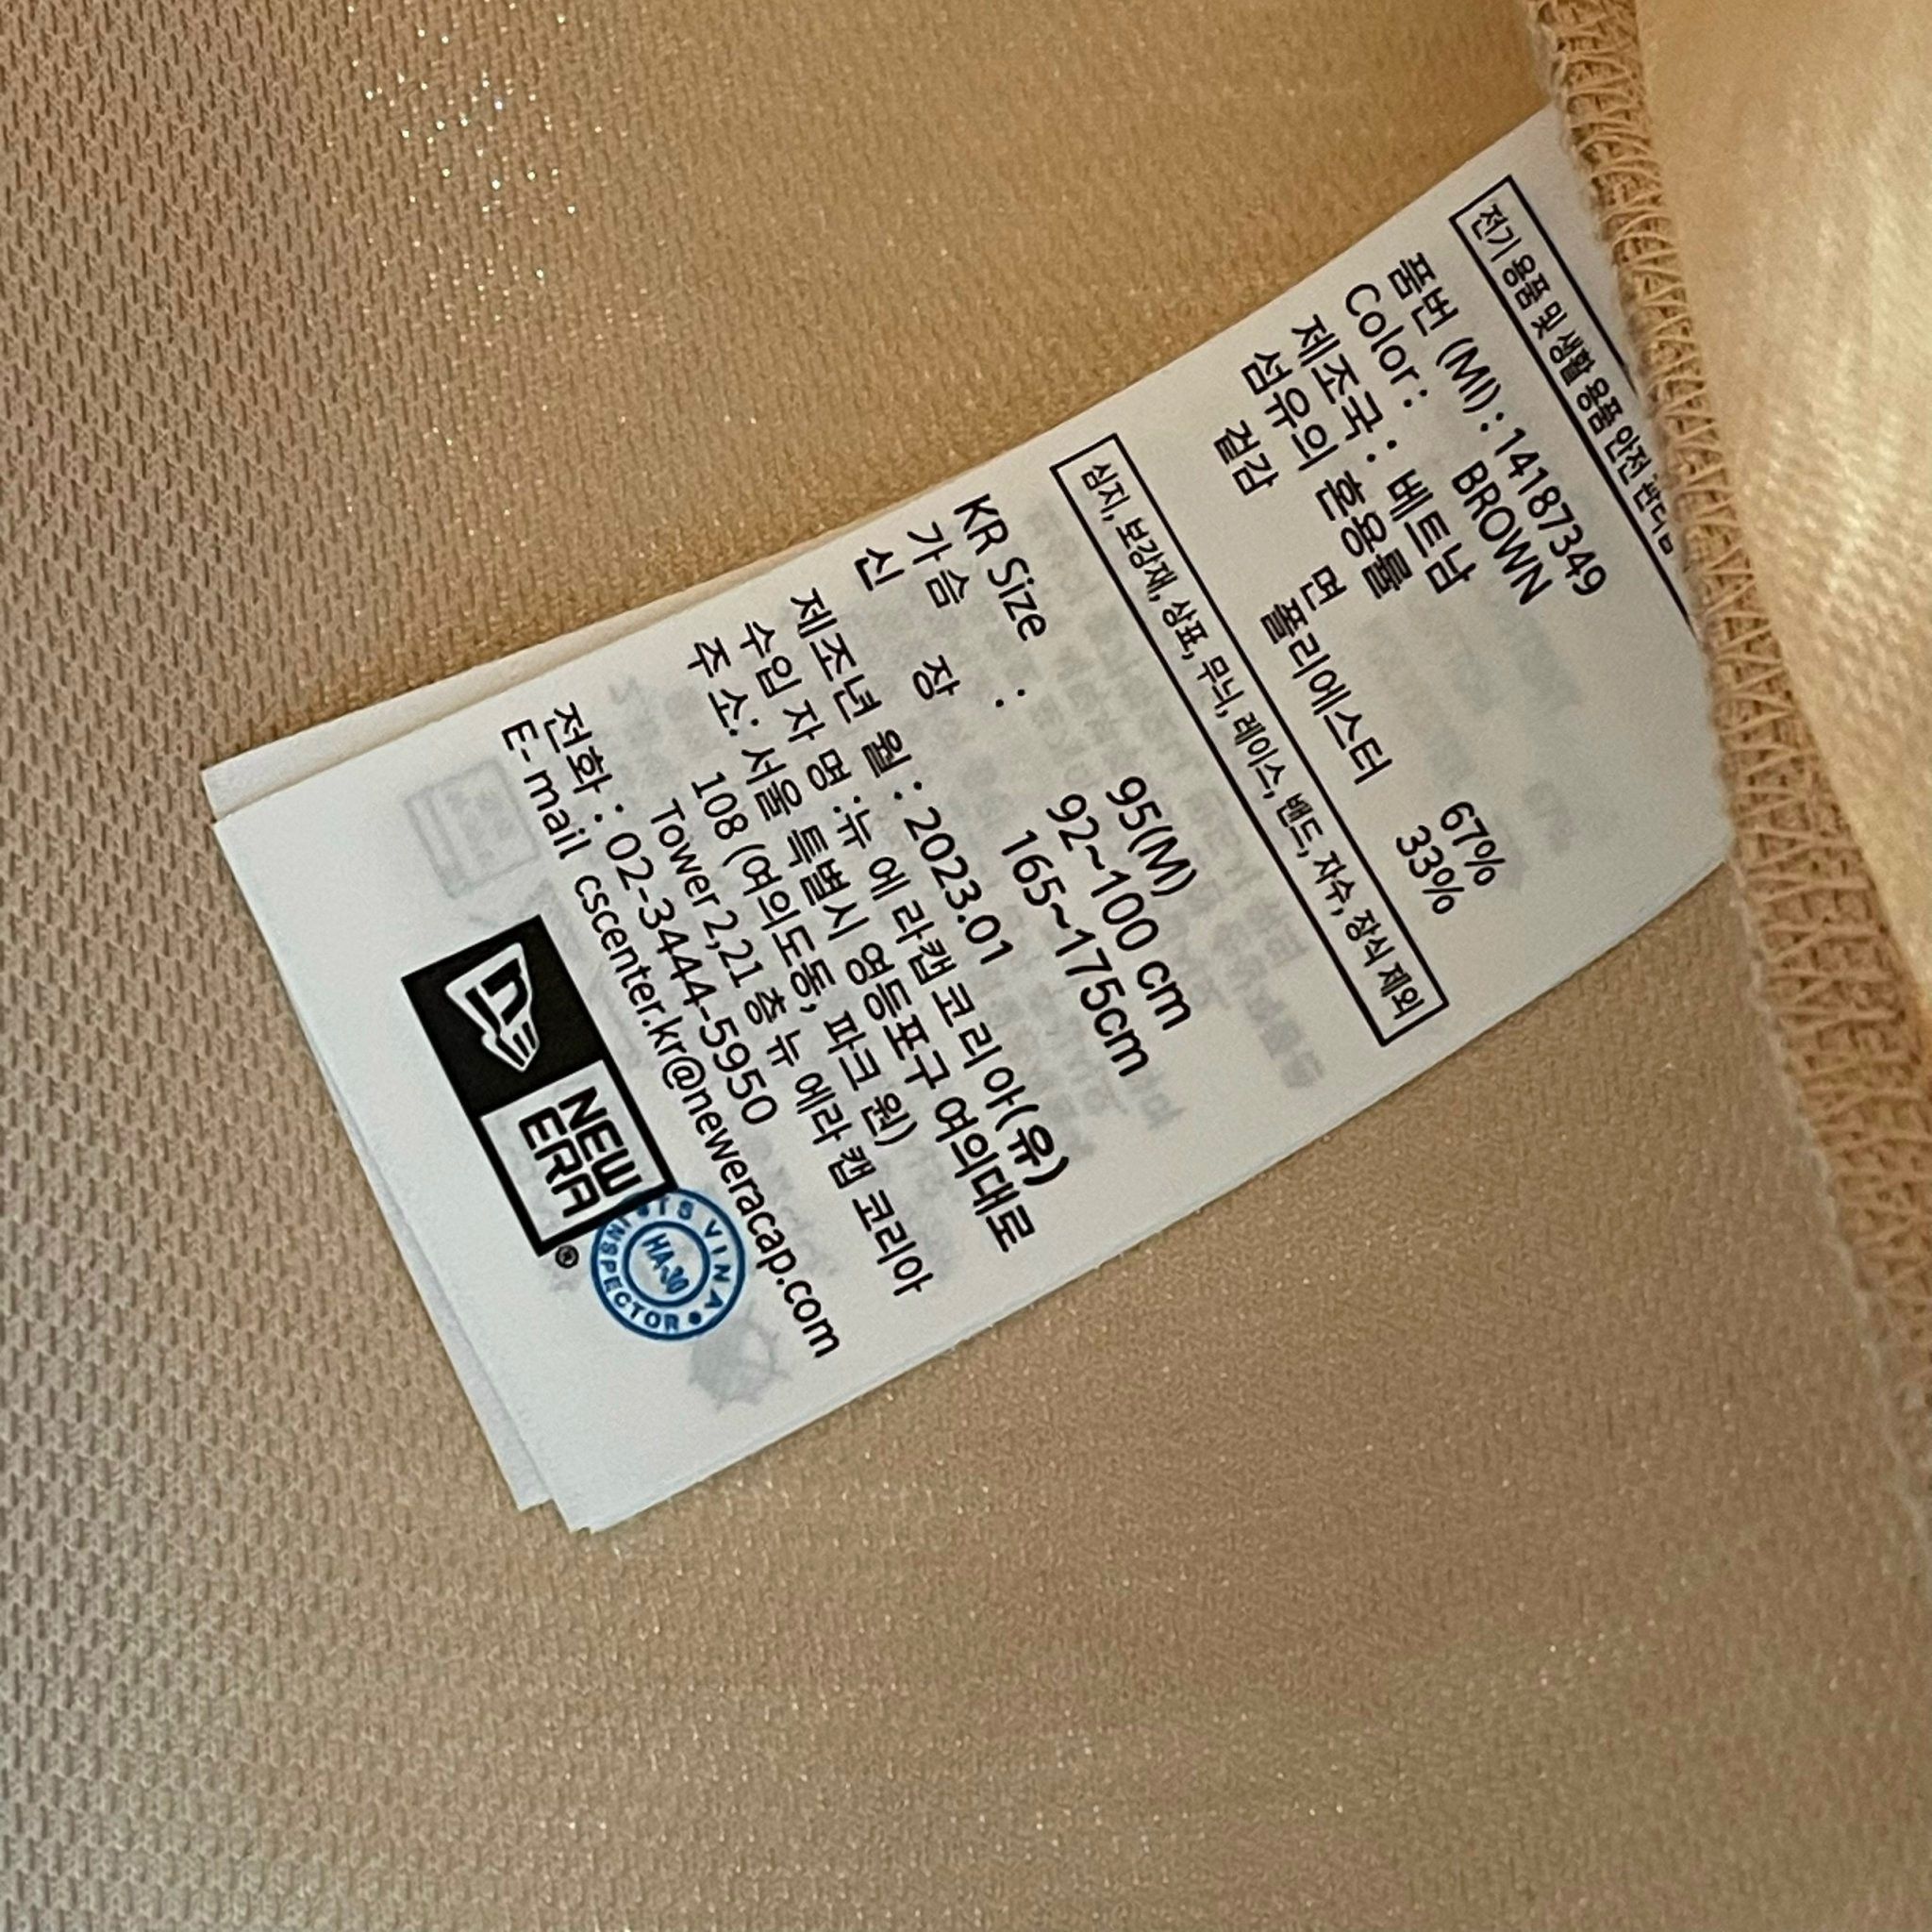 전기 용품 및 생활 용품 안전
품번 (MI) : 14187349
Color : BROWN
제조국 : 베트남
섬유의 혼용률
겉감 면 67%
폴리에스터 33%
심지, 보강재, 상표, 무늬, 레이스, 밴드, 자수, 장식 제외
KR Size : 95(M)
가슴 92~100 cm
신 장 165~175cm
제조년 월 : 2023.01
수입 자 명 :뉴 에 라캡 코리 아(유)
주 소: 서울 특별시 영등포구 여의대로
108 (여의도동, 파크 원)
Tower 2,21 층 뉴 에라 캡 코리아
전화 : 02-3444-5950
E- mail cscenter.kr@neweracap.com
NEW
ERA
®
STS VINA
HA-30
INSPECTOR